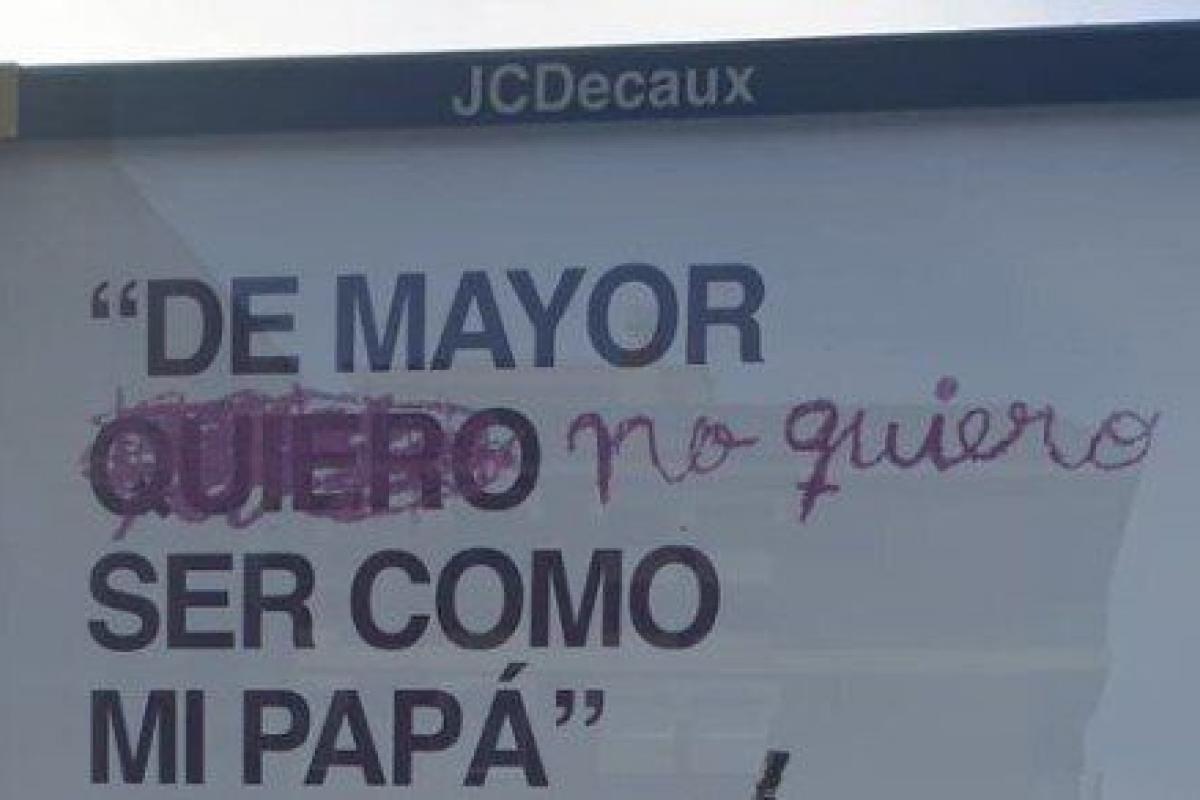 JCDecaux
“DE MAYOR
QUIERO no quiero
SER COMO
MI PAPÁ”